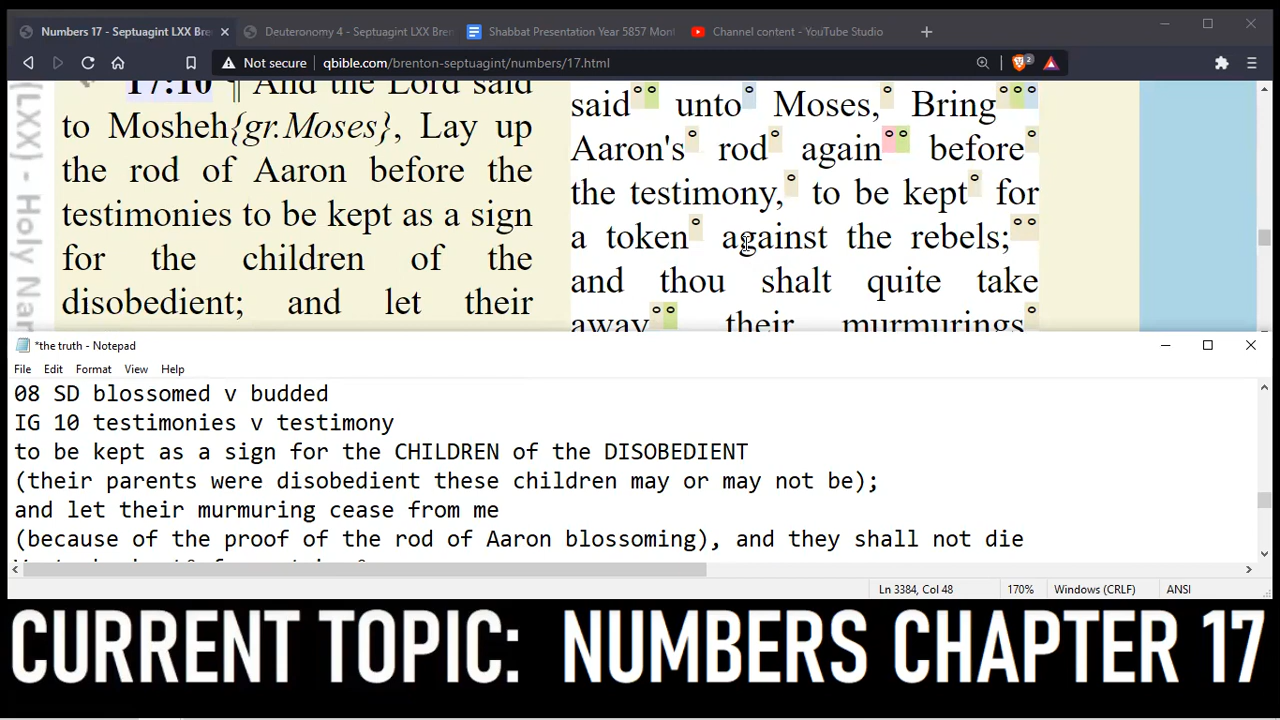 Numbers 17 - Septuagint LXX Bre
Deuteronomy 4 - Septuagint LXX Bren
Shabbat Presentation Year 5857 Mont
Channel content - YouTube Studio
Not secure
qbible.com/brenton-septuagint/numbers/17.html
2
(LXX) - Holy Nam
17:10 ¶ And the Lord said
to Mosheh{gr.Moses}, Lay up
the rod of Aaron before the
testimonies to be kept as a sign
for the children of the
disobedient; and let their
said°° unto° Moses,° Bring°°°
Aaron's° rod° again°° before°
the testimony,° to be kept° for
a token° against the rebels;°°
and thou shalt quite take
away°° their murmurings°
*the truth - Notepad
File Edit Format View Help
08 SD blossomed v budded
IG 10 testimonies v testimony
to be kept as a sign for the CHILDREN of the DISOBEDIENT
(their parents were disobedient these children may or may not be);
and let their murmuring cease from me
(because of the proof of the rod of Aaron blossoming), and they shall not die
Ln 3384, Col 48
170%
Windows (CRLF)
ANSI
CURRENT TOPIC: NUMBERS CHAPTER 17